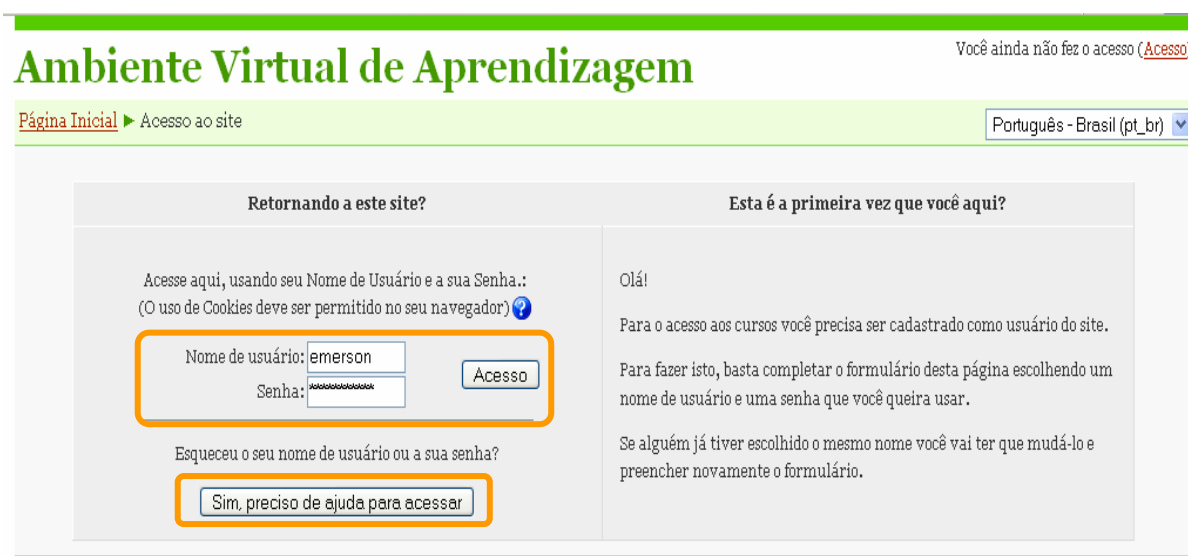 Ambiente Virtual de Aprendizagem
Você ainda não fez o acesso (Acesso)
Página Inicial ► Acesso ao site
Português - Brasil (pt_br)
Retornando a este site?
Acesse aqui, usando seu Nome de Usuário e a sua Senha.:
(O uso de Cookies deve ser permitido no seu navegador) ?
Nome de usuário: emerson
Senha: *************
Acesso
Esqueceu o seu nome de usuário ou a sua senha?
Sim, preciso de ajuda para acessar
Esta é a primeira vez que você aqui?
Olá!
Para o acesso aos cursos você precisa ser cadastrado como usuário do site.
Para fazer isto, basta completar o formulário desta página escolhendo um
nome de usuário e uma senha que você queira usar.
Se alguém já tiver escolhido o mesmo nome você vai ter que mudá-lo e
preencher novamente o formulário.